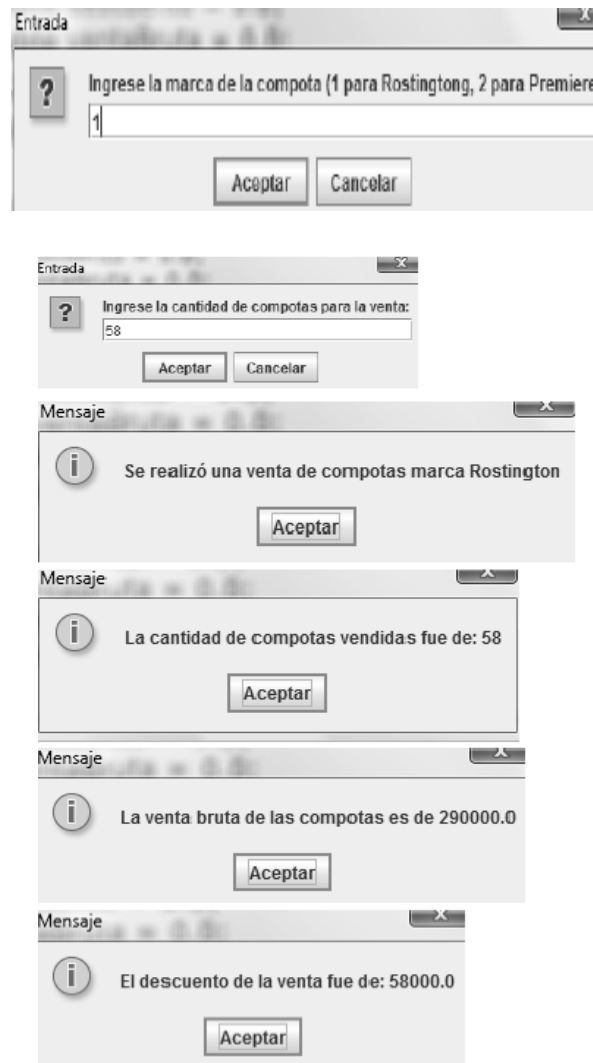 Entrada
Ingrese la marca de la compota (1 para Rostingtong, 2 para Premiere
1
Aceptar Cancelar
Entrada
Ingrese la cantidad de compotas para la venta:
58
Aceptar Cancelar
Mensaje
Se realizó una venta de compotas marca Rostington
Aceptar
Mensaje
La cantidad de compotas vendidas fue de: 58
Aceptar
Mensaje
La venta bruta de las compotas es de 290000.0
Aceptar
Mensaje
El descuento de la venta fue de: 58000.0
Aceptar